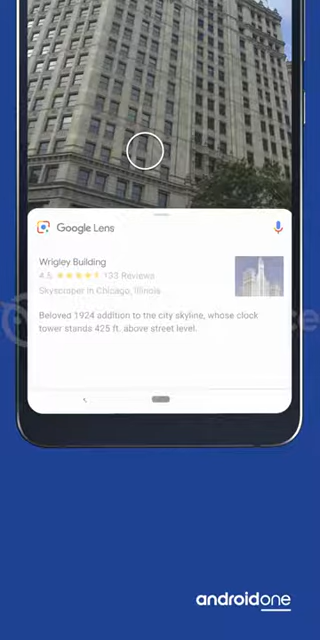 Google Lens
Wrigley Building
4.5 133 Reviews
Skyscraper in Chicago, Illinois
Beloved 1924 addition to the city skyline, whose clock
tower stands 425 ft. above street level.
androidone